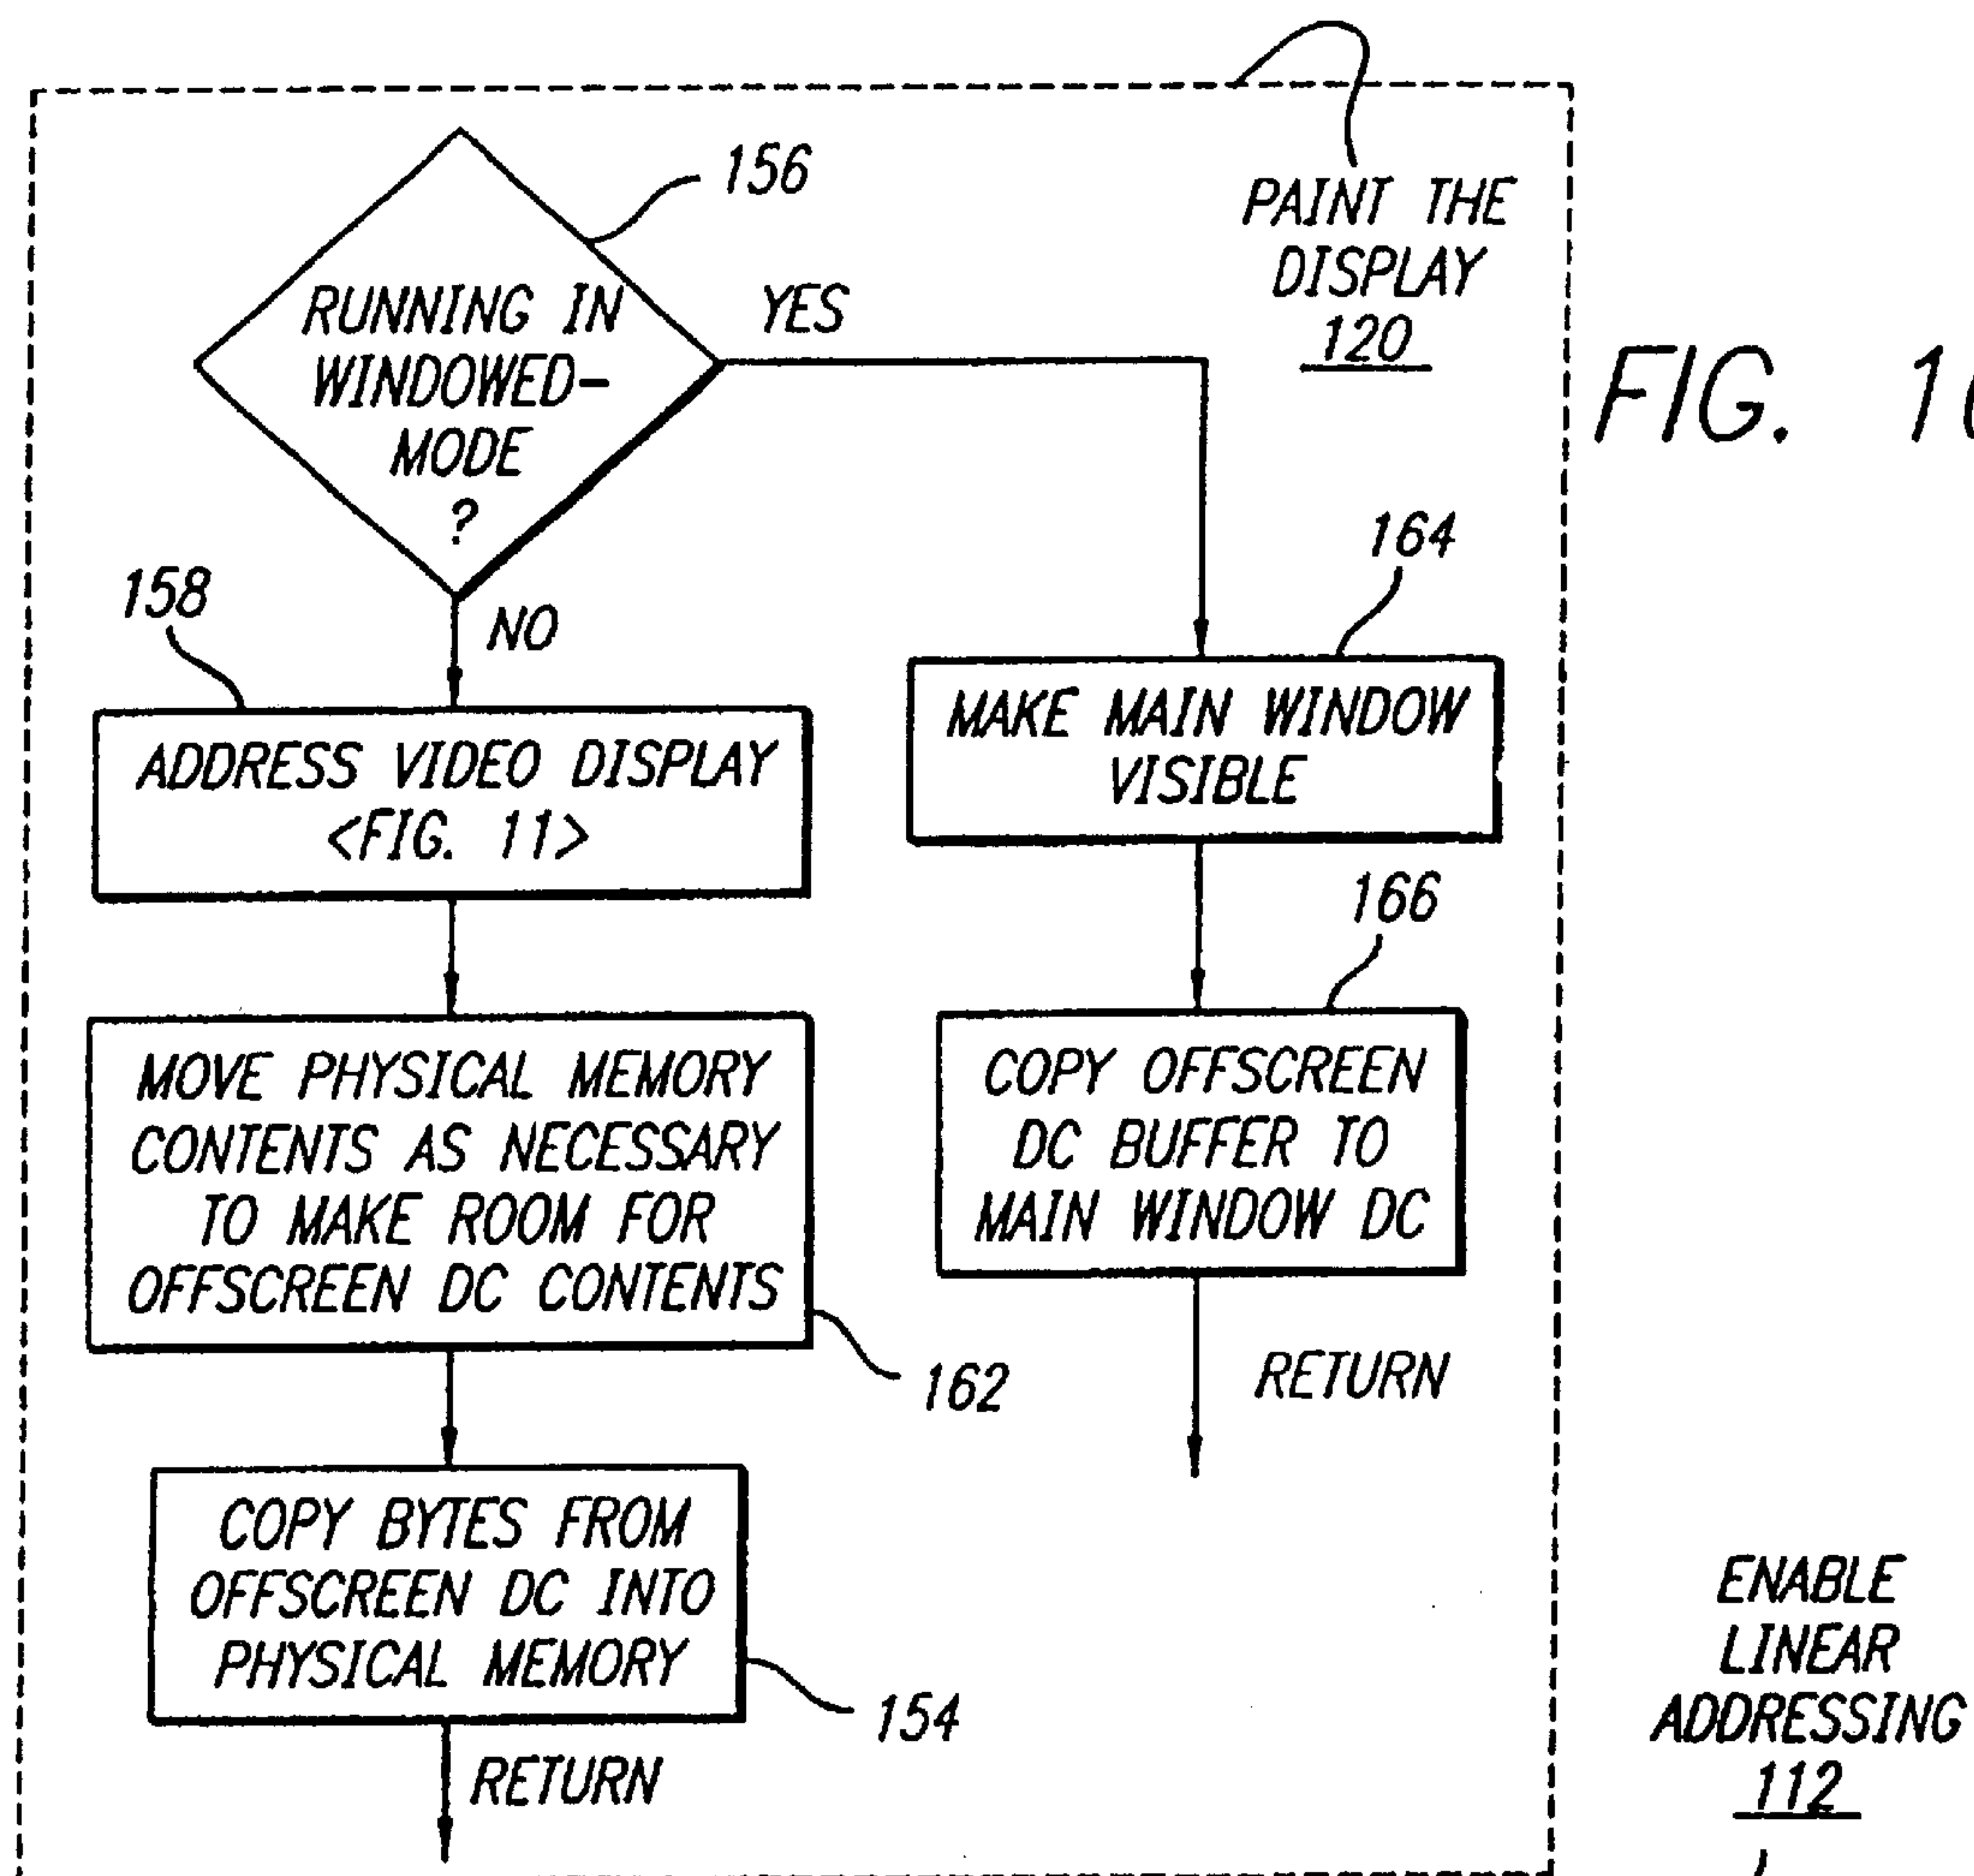 156
RUNNING IN
WINDOWED-
MODE
?
YES
NO
PAINT THE
DISPLAY
120
FIG. 10
158
ADDRESS VIDEO DISPLAY
<FIG. 11>
164
MAKE MAIN WINDOW
VISIBLE
166
MOVE PHYSICAL MEMORY
CONTENTS AS NECESSARY
TO MAKE ROOM FOR
OFFSCREEN DC CONTENTS
162
COPY OFFSCREEN
DC BUFFER TO
MAIN WINDOW DC
RETURN
COPY BYTES FROM
OFFSCREEN DC INTO
PHYSICAL MEMORY
154
RETURN
ENABLE
LINEAR
ADDRESSING
112